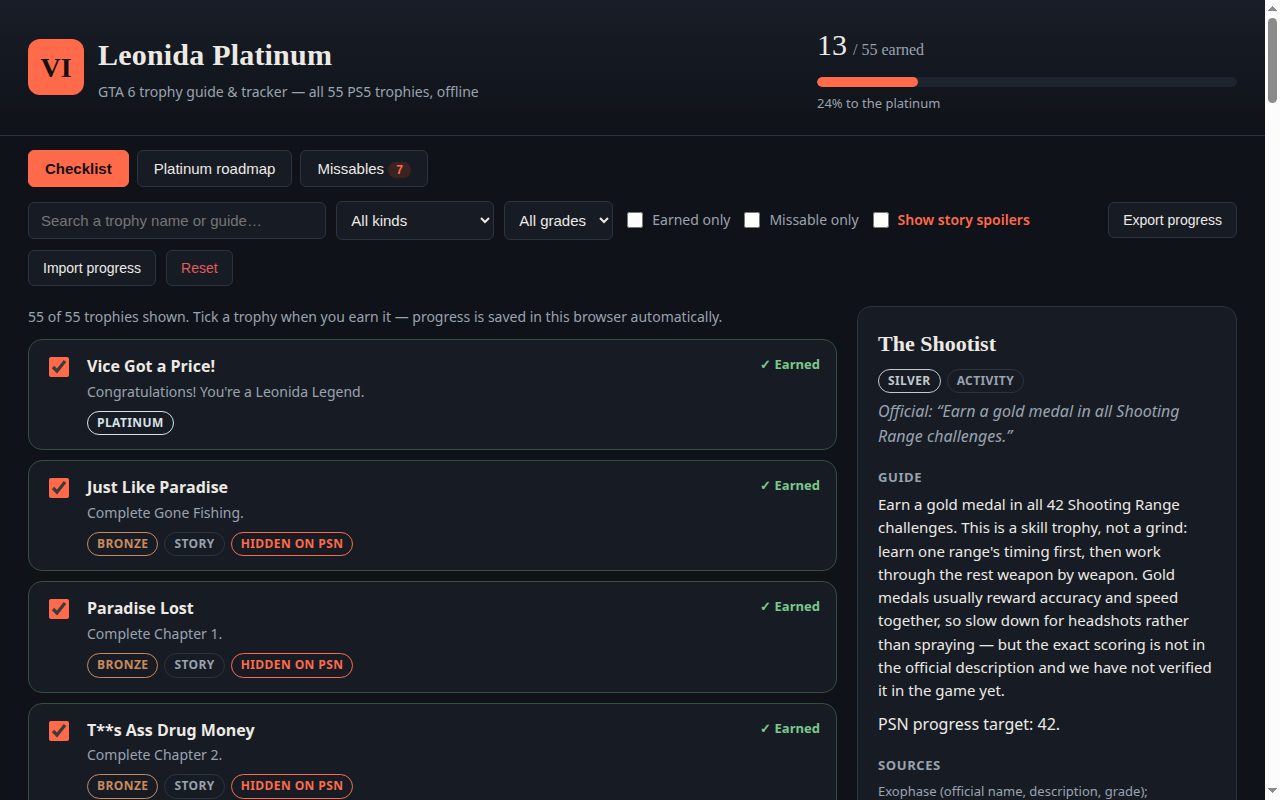 VI
Leonida Platinum
GTA 6 trophy guide & tracker — all 55 PS5 trophies, offline
13 / 55 earned
24% to the platinum
Checklist
Platinum roadmap
Missables 7
Search a trophy name or guide…
All kinds
All grades
Earned only
Missable only
Show story spoilers
Export progress
Import progress
Reset
55 of 55 trophies shown. Tick a trophy when you earn it — progress is saved in this browser automatically.
Vice Got a Price!
✓ Earned
Congratulations! You're a Leonida Legend.
PLATINUM
Just Like Paradise
✓ Earned
Complete Gone Fishing.
BRONZE STORY HIDDEN ON PSN
Paradise Lost
✓ Earned
Complete Chapter 1.
BRONZE STORY HIDDEN ON PSN
T**s Ass Drug Money
✓ Earned
Complete Chapter 2.
BRONZE STORY HIDDEN ON PSN
The Shootist
SILVER ACTIVITY
Official: “Earn a gold medal in all Shooting
Range challenges.”
GUIDE
Earn a gold medal in all 42 Shooting Range
challenges. This is a skill trophy, not a grind:
learn one range's timing first, then work
through the rest weapon by weapon. Gold
medals usually reward accuracy and speed
together, so slow down for headshots rather
than spraying — but the exact scoring is not in
the official description and we have not verified
it in the game yet.
PSN progress target: 42.
SOURCES
Exophase (official name, description, grade);